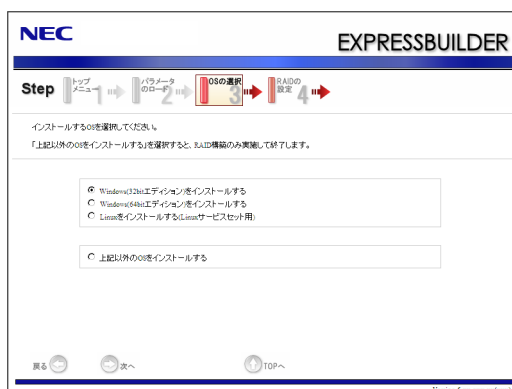 NEC
EXPRESSBUILDER
Step トップメニュー 1 パラメータのロード 2 OSの選択 3 RAIDの設定 4
インストールするOSを選択してください。
「上記以外のOSをインストールする」を選択すると、RAID構築のみ実施して終了します。
Windows(32bitエディション)をインストールする
Windows(64bitエディション)をインストールする
Linuxをインストールする(Linuxサービスセット用)
上記以外のOSをインストールする
戻る 次へ TOPへ